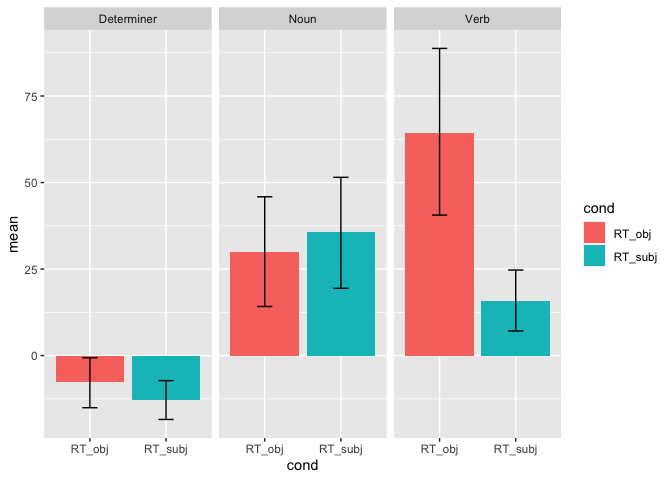 Determiner Noun Verb
75
50
25
0
mean
RT_obj RT_subj RT_obj RT_subj RT_obj RT_subj
cond
cond
RT_obj
RT_subj